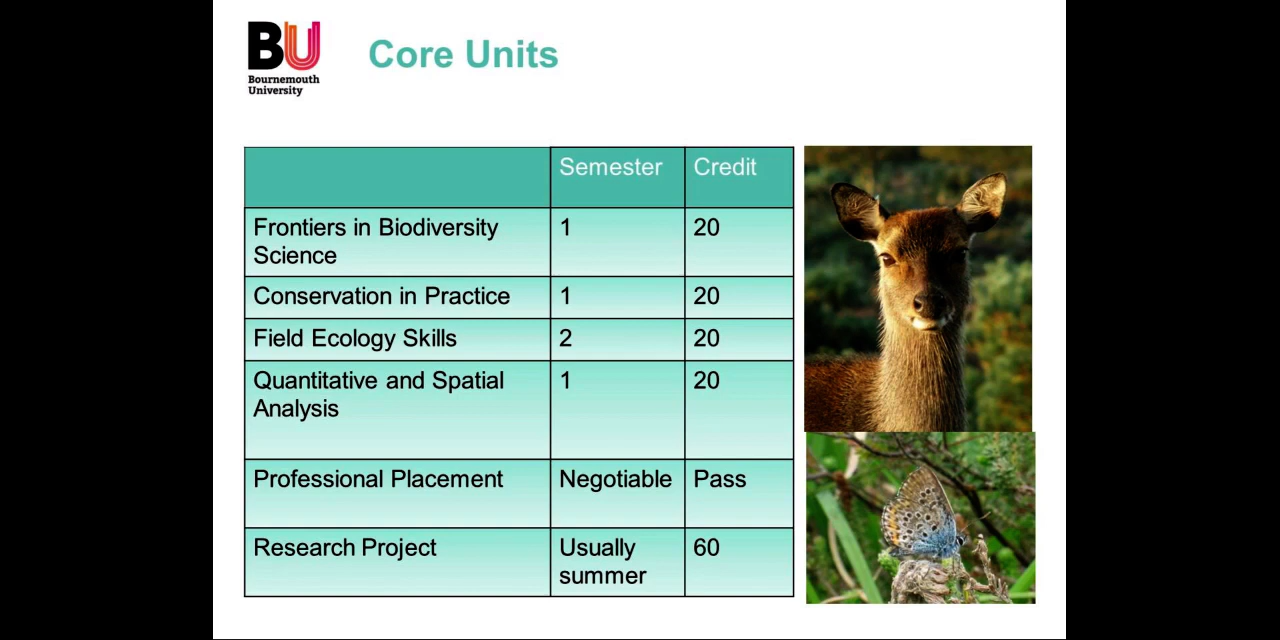 BU
Bournemouth
University
Core Units
Semester Credit
Frontiers in Biodiversity
Science
1 20
Conservation in Practice 1 20
Field Ecology Skills 2 20
Quantitative and Spatial
Analysis
1 20
Professional Placement Negotiable Pass
Research Project
Usually
summer
60